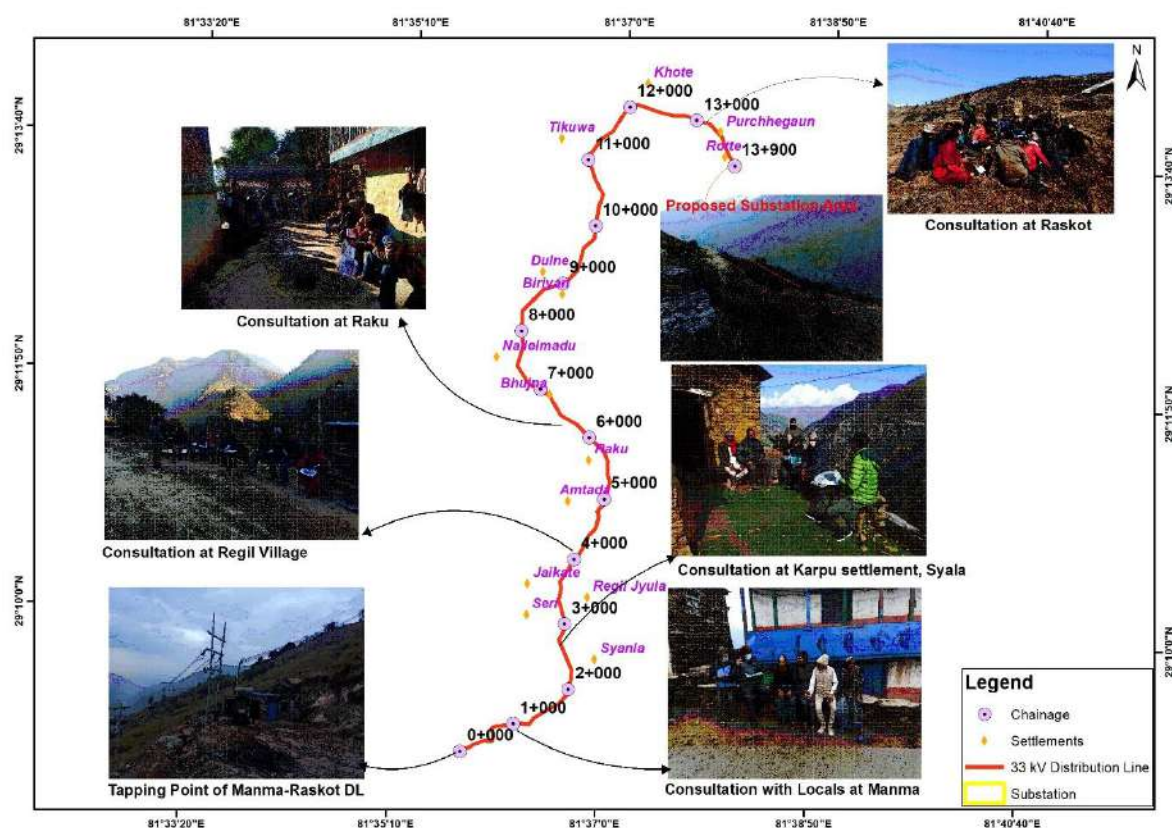 81°33'20"E
81°35'10"E
81°37'0"E
81°38'50"E
81°40'40"E
N
Khote
12+000
13+000
Purchhegaun
Rorte
13+900
Tikuwa
11+000
29°13'40"N
29°13'40"N
Consultation at Raskot
10+000
Proposed Substation Area
Dulne
9+000
Biriyan
8+000
Consultation at Raku
29°11'50"N
29°11'50"N
7+000
Bhujpa
6+000
Raku
5+000
Amtada
Consultation at Regil Village
4+000
Consultation at Karpu settlement, Syala
Jaikate
Regil Jyula
29°10'0"N
29°10'0"N
3+000
Seri
Syanla
2+000
1+000
0+000
Tapping Point of Manma-Raskot DL
Consultation with Locals at Manma
Legend
Chainage
Settlements
33 kV Distribution Line
Substation
81°33'20"E
81°35'10"E
81°37'0"E
81°38'50"E
81°40'40"E